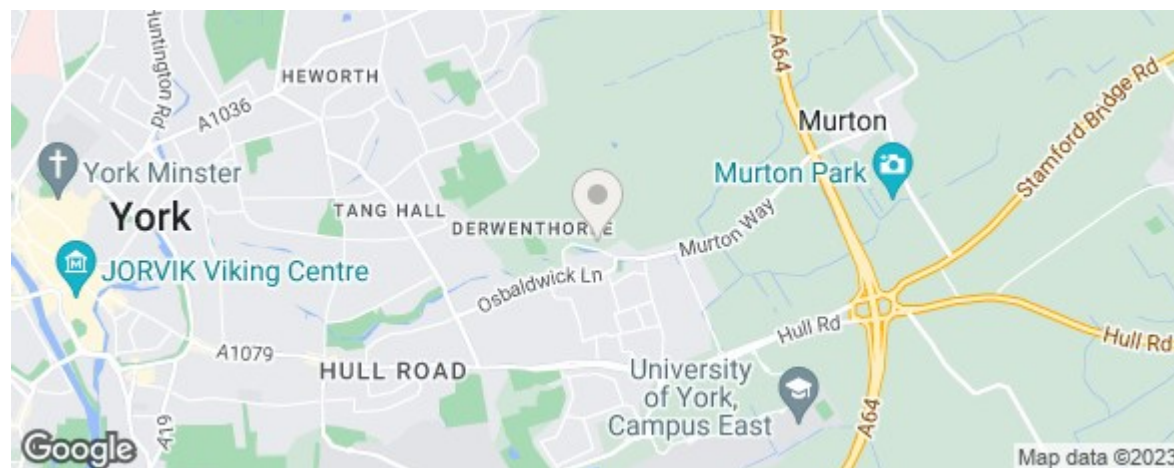 Huntington Rd
HEWORTH
A1036
York Minster
York
TANG HALL
DERWENTHORPE
JORVIK Viking Centre
Osbaldwick Ln
Murton Way
A64
Murton
Murton Park
Stamford Bridge Rd
Hull Rd
Hull Rd
A1079
HULL ROAD
University
of York,
Campus East
A19
A64
Google
Map data ©2023